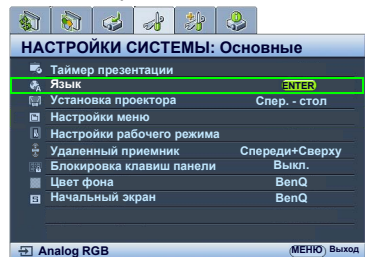 НАСТРОЙКИ СИСТЕМЫ: Основные
Таймер презентации
Язык ENTER
Установка проектора Спер. - стол
Настройки меню
Настройки рабочего режима
Удаленный приемник Спереди+Сверху
Блокировка клавиш панели Выкл.
Цвет фона BenQ
Начальный экран BenQ
Analog RGB МЕНЮ Выход